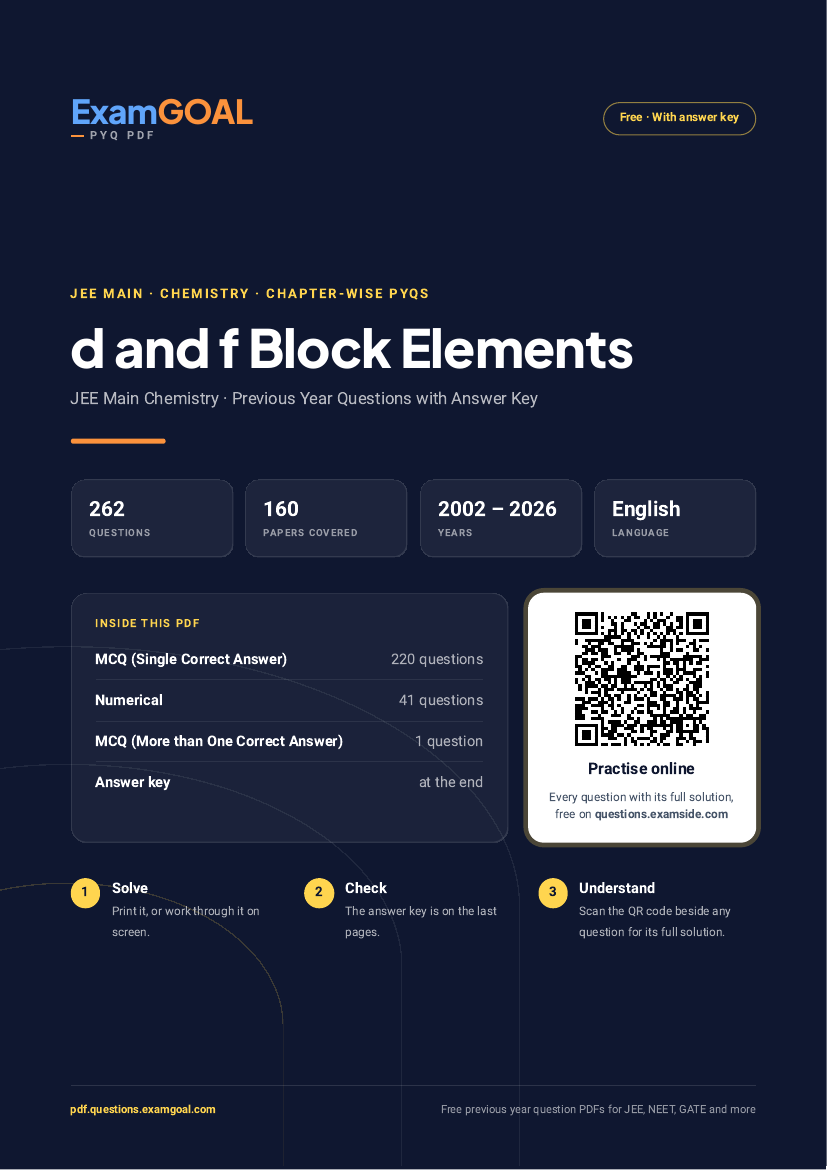 ExamGOAL
PYQ PDF
Free · With answer key
JEE MAIN · CHEMISTRY · CHAPTER-WISE PYQS
d and f Block Elements
JEE Main Chemistry · Previous Year Questions with Answer Key
262
QUESTIONS
160
PAPERS COVERED
2002 – 2026
YEARS
English
LANGUAGE
INSIDE THIS PDF
MCQ (Single Correct Answer) 220 questions
Numerical 41 questions
MCQ (More than One Correct Answer) 1 question
Answer key at the end
Practise online
Every question with its full solution,
free on questions.examside.com
1 Solve
Print it, or work through it on
screen.
2 Check
The answer key is on the last
pages.
3 Understand
Scan the QR code beside any
question for its full solution.
pdf.questions.examgoal.com
Free previous year question PDFs for JEE, NEET, GATE and more